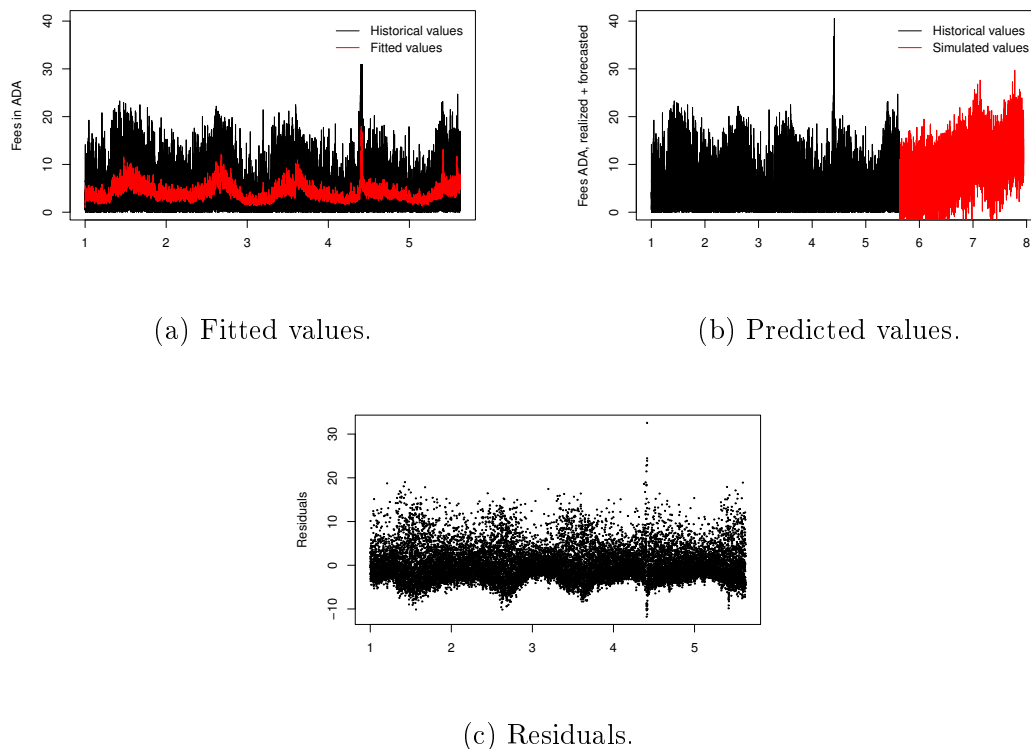 Fees in ADA
40
30
20
10
0
Historical values
Fitted values
1 2 3 4 5
(a) Fitted values.
Fees ADA, realized + forecasted
40
30
20
10
0
Historical values
Simulated values
1 2 3 4 5 6 7 8
(b) Predicted values.
Residuals
30
20
10
0
−10
1 2 3 4 5
(c) Residuals.